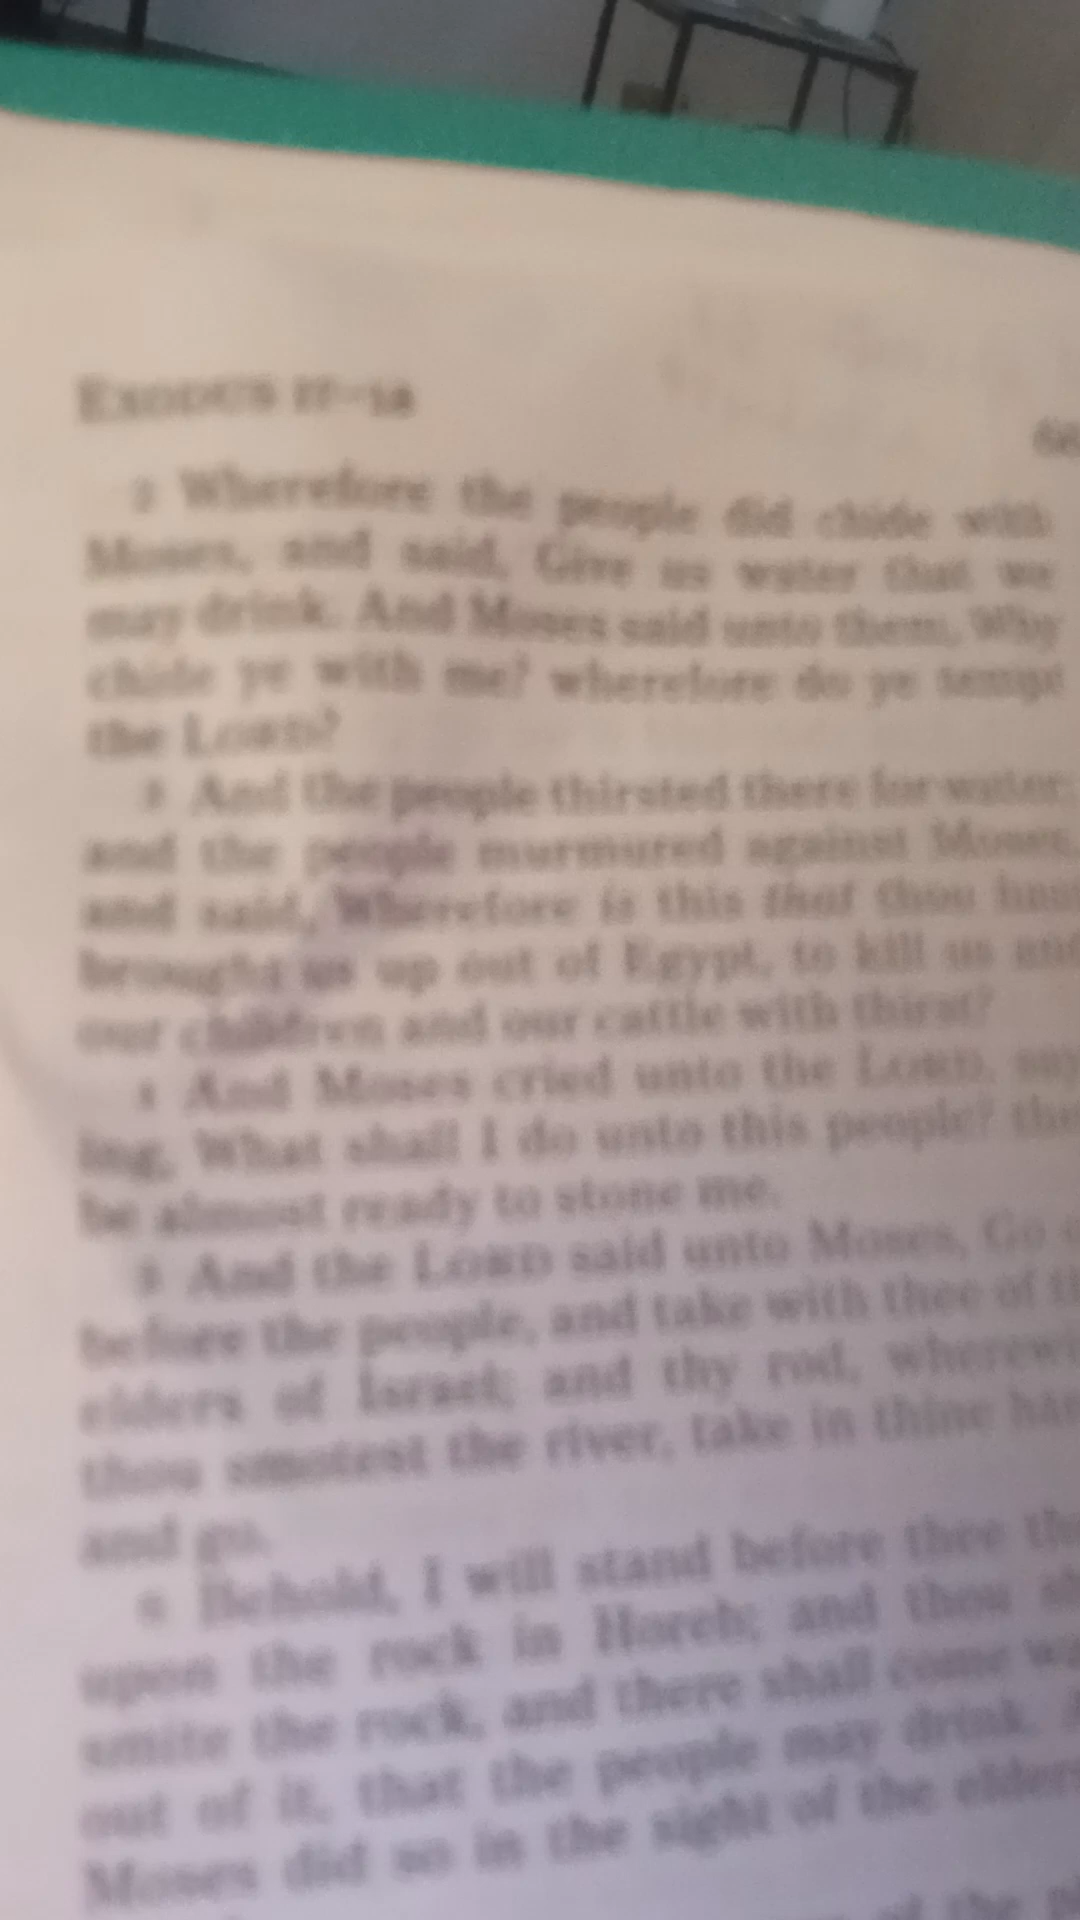 EXODUS 17–18
66
2 Wherefore the people did chide with
Moses, and said, Give us water that we
may drink. And Moses said unto them, Why
chide ye with me? wherefore do ye tempt
the LORD?
3 And the people thirsted there for water;
and the people murmured against Moses,
and said, Wherefore is this that thou hast
brought us up out of Egypt, to kill us and
our children and our cattle with thirst?
4 And Moses cried unto the LORD, say
ing, What shall I do unto this people? the
be almost ready to stone me.
5 And the LORD said unto Moses, Go
before the people, and take with thee of
elders of Israel; and thy rod, wherewi
thou smotest the river, take in thine han
and go.
6 Behold, I will stand before thee the
upon the rock in Horeb; and thou sh
smite the rock, and there shall come wa
out of it, that the people may drink.
Moses did so in the sight of the elders
of the